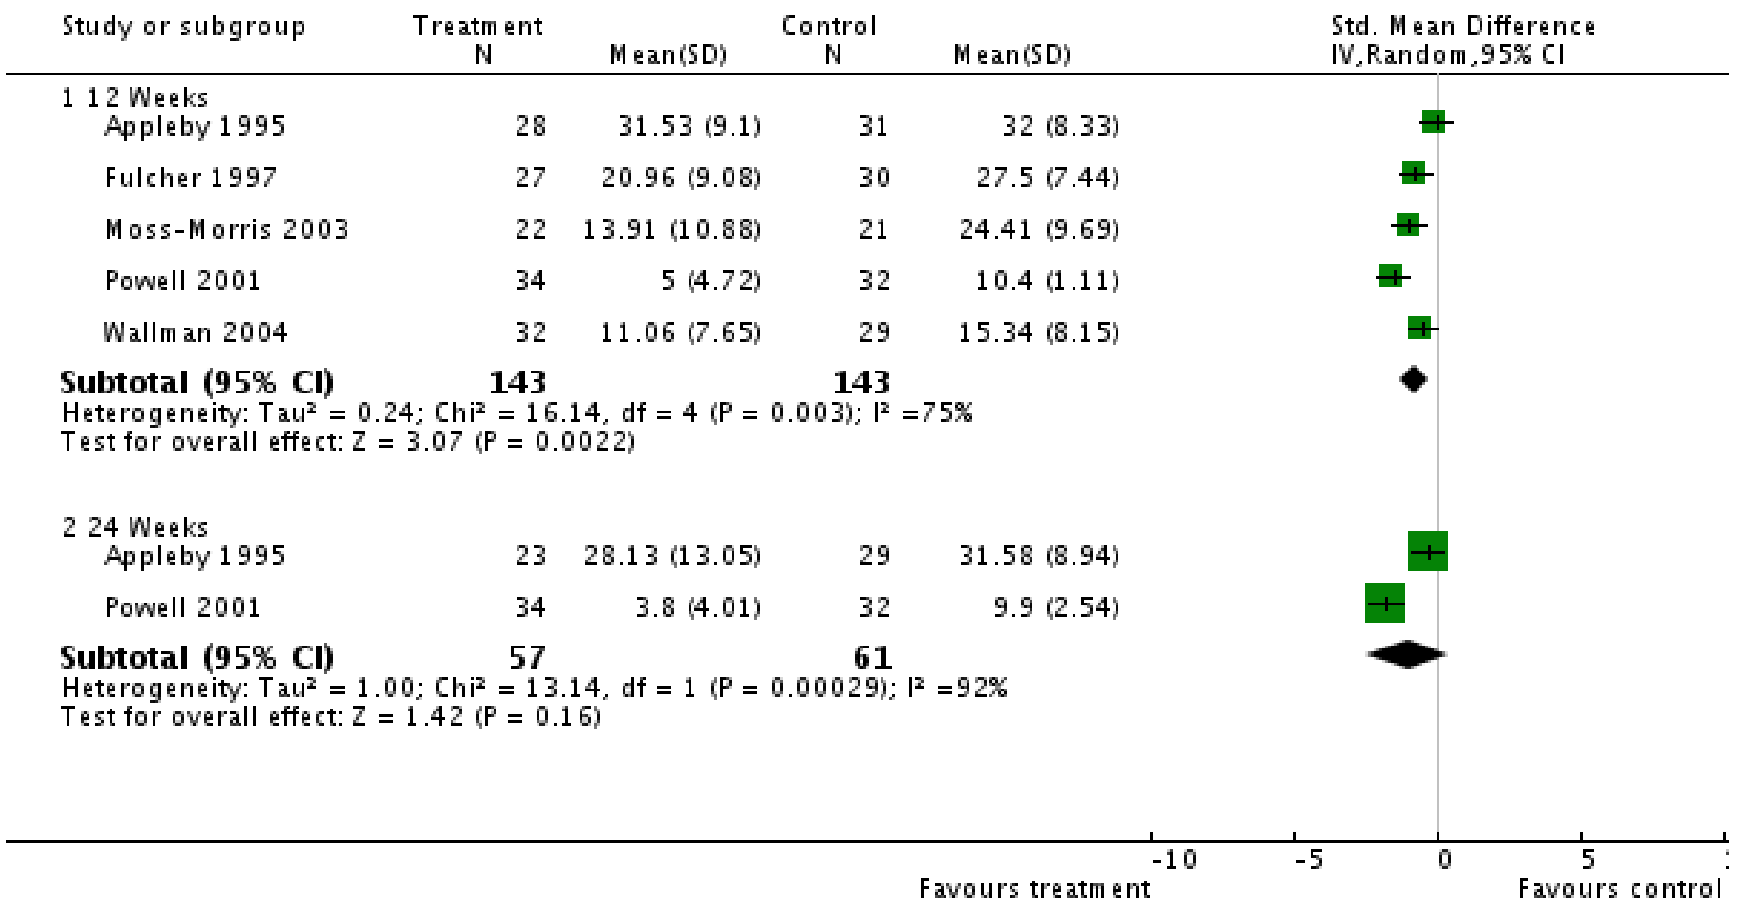 Study or subgroup Treatment Control Std. Mean Difference
N Mean(SD) N Mean(SD) IV,Random,95% CI
1 12 Weeks
Appleby 1995 28 31.53 (9.1) 31 32 (8.33)
Fulcher 1997 27 20.96 (9.08) 30 27.5 (7.44)
Moss-Morris 2003 22 13.91 (10.88) 21 24.41 (9.69)
Powell 2001 34 5 (4.72) 32 10.4 (1.11)
Wallman 2004 32 11.06 (7.65) 29 15.34 (8.15)
Subtotal (95% CI) 143 143
Heterogeneity: Tau² = 0.24; Chi² = 16.14, df = 4 (P = 0.003); I² =75%
Test for overall effect: Z = 3.07 (P = 0.0022)
2 24 Weeks
Appleby 1995 23 28.13 (13.05) 29 31.58 (8.94)
Powell 2001 34 3.8 (4.01) 32 9.9 (2.54)
Subtotal (95% CI) 57 61
Heterogeneity: Tau² = 1.00; Chi² = 13.14, df = 1 (P = 0.00029); I² =92%
Test for overall effect: Z = 1.42 (P = 0.16)
-10 -5 0 5
Favours treatment Favours control